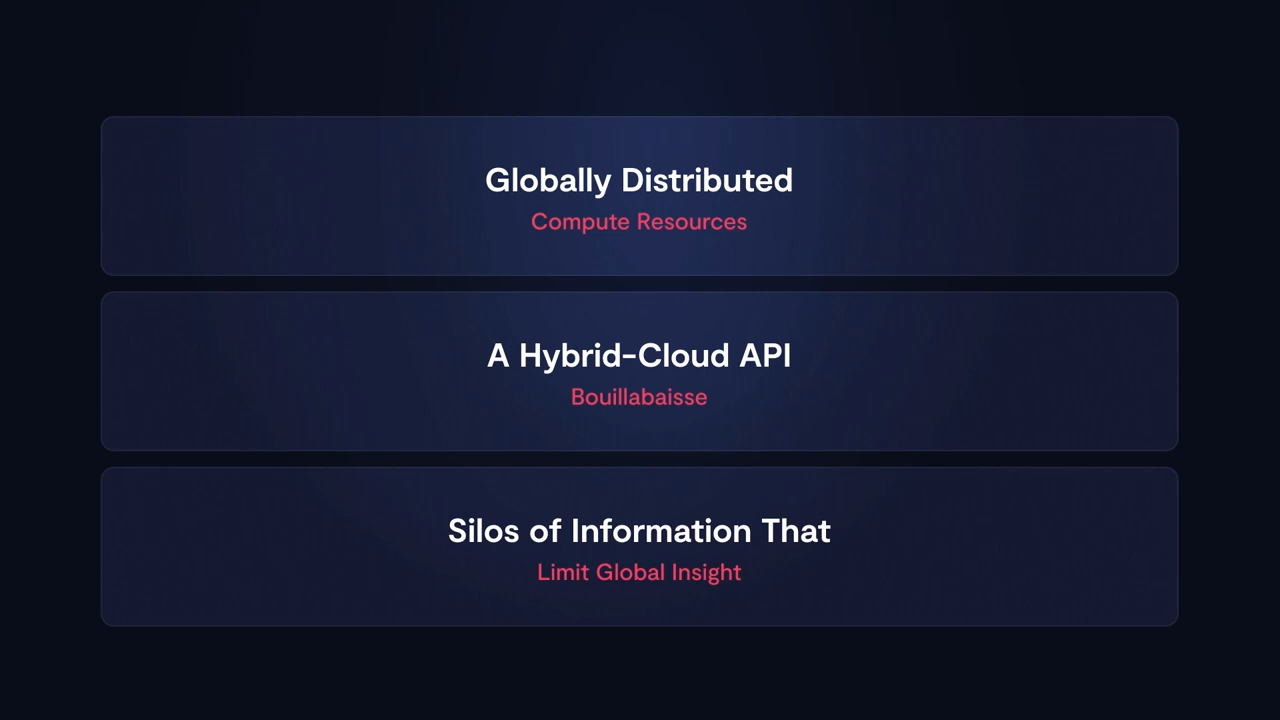 Globally Distributed
Compute Resources
A Hybrid-Cloud API
Bouillabaisse
Silos of Information That
Limit Global Insight